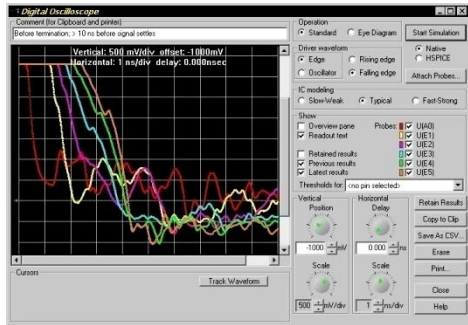 Digital Oscilloscope
Comment (for Clipboard and printer)
Before termination; > 10 ns before signal settles
Vertical: 500 mV/div  offset: -1000mV
Horizontal: 1 ns/div  delay: 0.000nsec
Cursors
Track Waveform
Operation
Standard
Eye Diagram
Start Simulation
Driver waveform
Edge
Rising edge
Oscillator
Falling edge
Native
HSPICE
Attach Probes...
IC modeling
Slow-Weak
Typical
Fast-Strong
Show
Overview pane
Probes:
U(A0)
Readout text
U(E1)
U(E2)
Retained results
U(E3)
Previous results
U(E4)
Latest results
U(E5)
Thresholds for: <no pin selected>
Vertical
Position
-1000 mV
Scale
500 mV/div
Horizontal
Delay
0.000 ns
Scale
1 ns/div
Retain Results
Copy to Clip
Save As CSV...
Erase
Print...
Close
Help